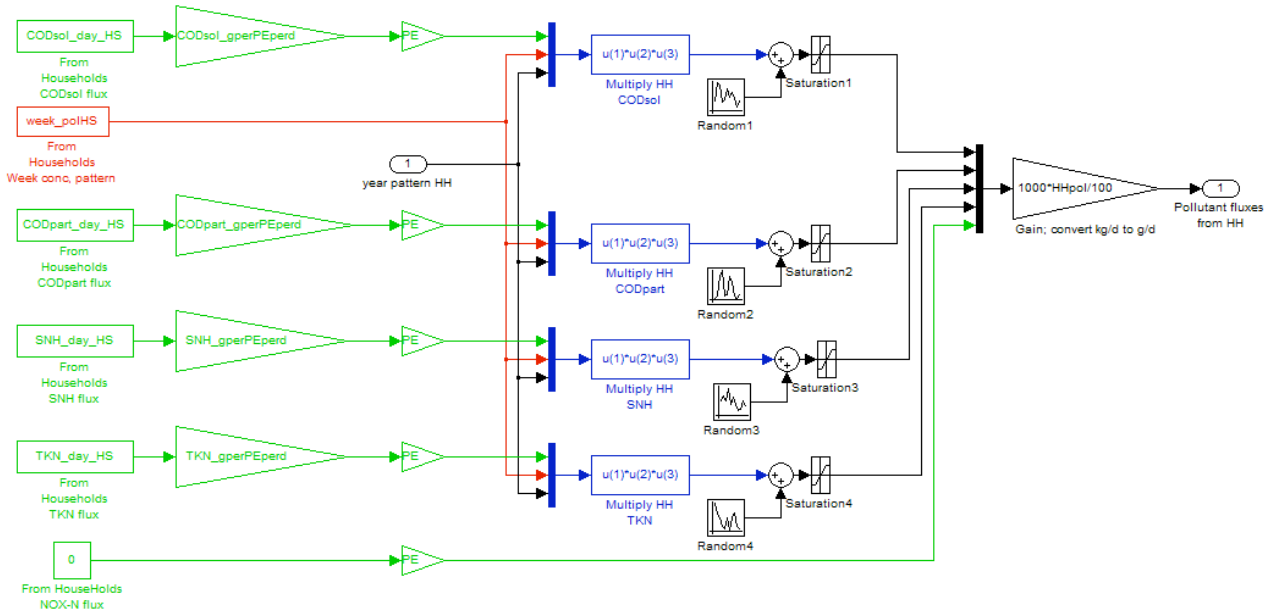 CODsol_day_HS
From
Households
CODsol flux
CODsol_gperPEperd
PE
week_polHS
From
Households
Week conc, pattern
1
year pattern HH
u(1)*u(2)*u(3)
Multiply HH
CODsol
Random1
Saturation1
CODpart_day_HS
From
Households
CODpart flux
CODpart_gperPEperd
PE
u(1)*u(2)*u(3)
Multiply HH
CODpart
Random2
Saturation2
SNH_day_HS
From
Households
SNH flux
SNH_gperPEperd
PE
u(1)*u(2)*u(3)
Multiply HH
SNH
Random3
Saturation3
TKN_day_HS
From
Households
TKN flux
TKN_gperPEperd
PE
u(1)*u(2)*u(3)
Multiply HH
TKN
Random4
Saturation4
0
From HouseHolds
NOX-N flux
PE
1000*HHpol/100
Gain; convert kg/d to g/d
1
Pollutant fluxes
from HH